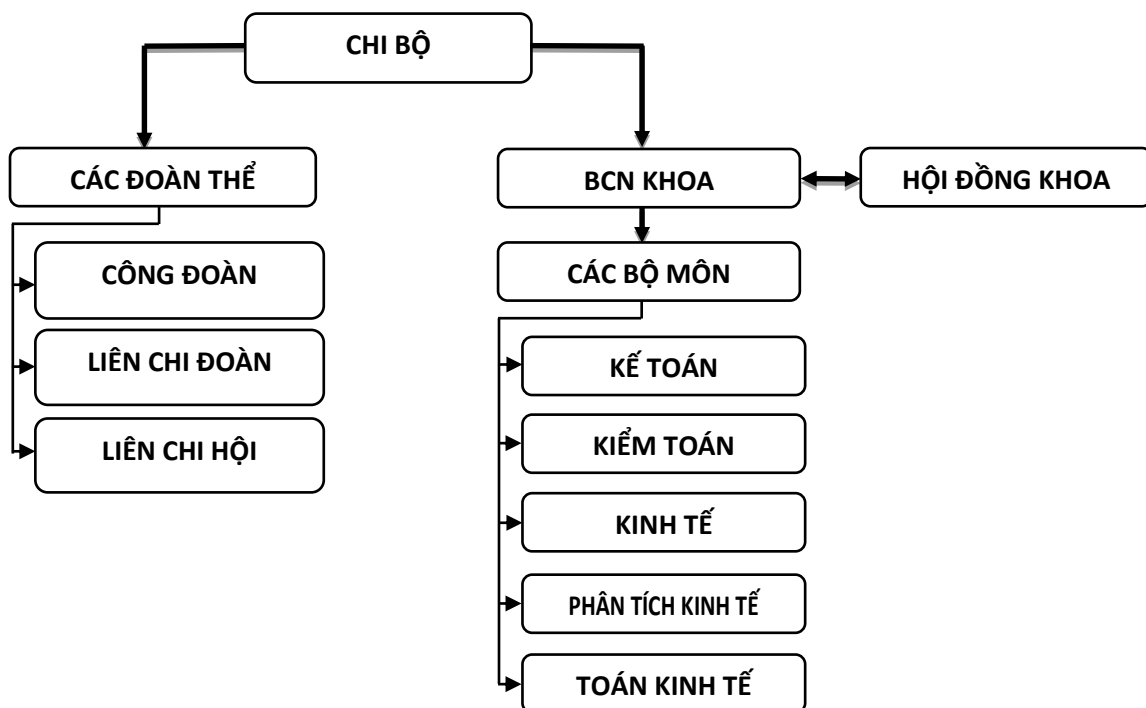 CHI BỘ
CÁC ĐOÀN THỂ
BCN KHOA
HỘI ĐỒNG KHOA
CÔNG ĐOÀN
LIÊN CHI ĐOÀN
LIÊN CHI HỘI
CÁC BỘ MÔN
KẾ TOÁN
KIỂM TOÁN
KINH TẾ
PHÂN TÍCH KINH TẾ
TOÁN KINH TẾ